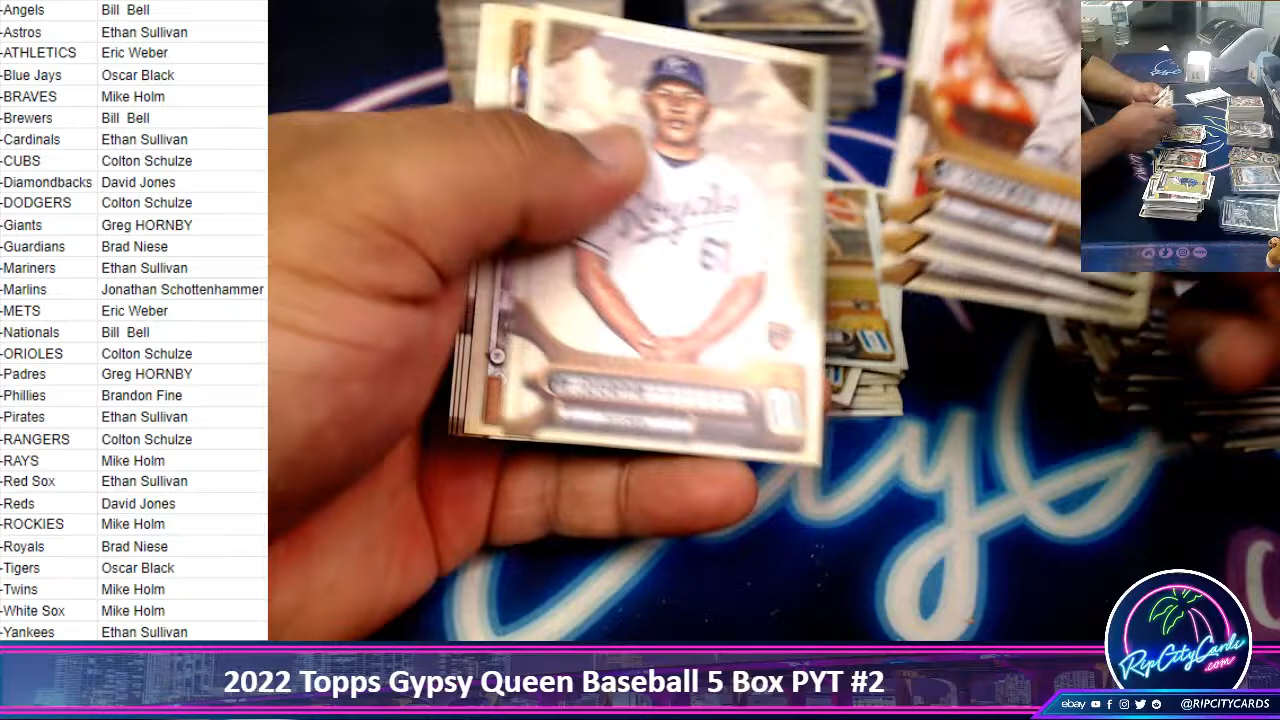 -Angels Bill Bell
-Astros Ethan Sullivan
-ATHLETICS Eric Weber
-Blue Jays Oscar Black
-BRAVES Mike Holm
-Brewers Bill Bell
-Cardinals Ethan Sullivan
-CUBS Colton Schulze
-Diamondbacks David Jones
-DODGERS Colton Schulze
-Giants Greg HORNBY
-Guardians Brad Niese
-Mariners Ethan Sullivan
-Marlins Jonathan Schottenhammer
-METS Eric Weber
-Nationals Bill Bell
-ORIOLES Colton Schulze
-Padres Greg HORNBY
-Phillies Brandon Fine
-Pirates Ethan Sullivan
-RANGERS Colton Schulze
-RAYS Mike Holm
-Red Sox Ethan Sullivan
-Reds David Jones
-ROCKIES Mike Holm
-Royals Brad Niese
-Tigers Oscar Black
-Twins Mike Holm
-White Sox Mike Holm
-Yankees Ethan Sullivan
Royals
2022 Topps Gypsy Queen Baseball 5 Box PYT #2
RipCityCards
.com
ebay @RIPCITYCARDS